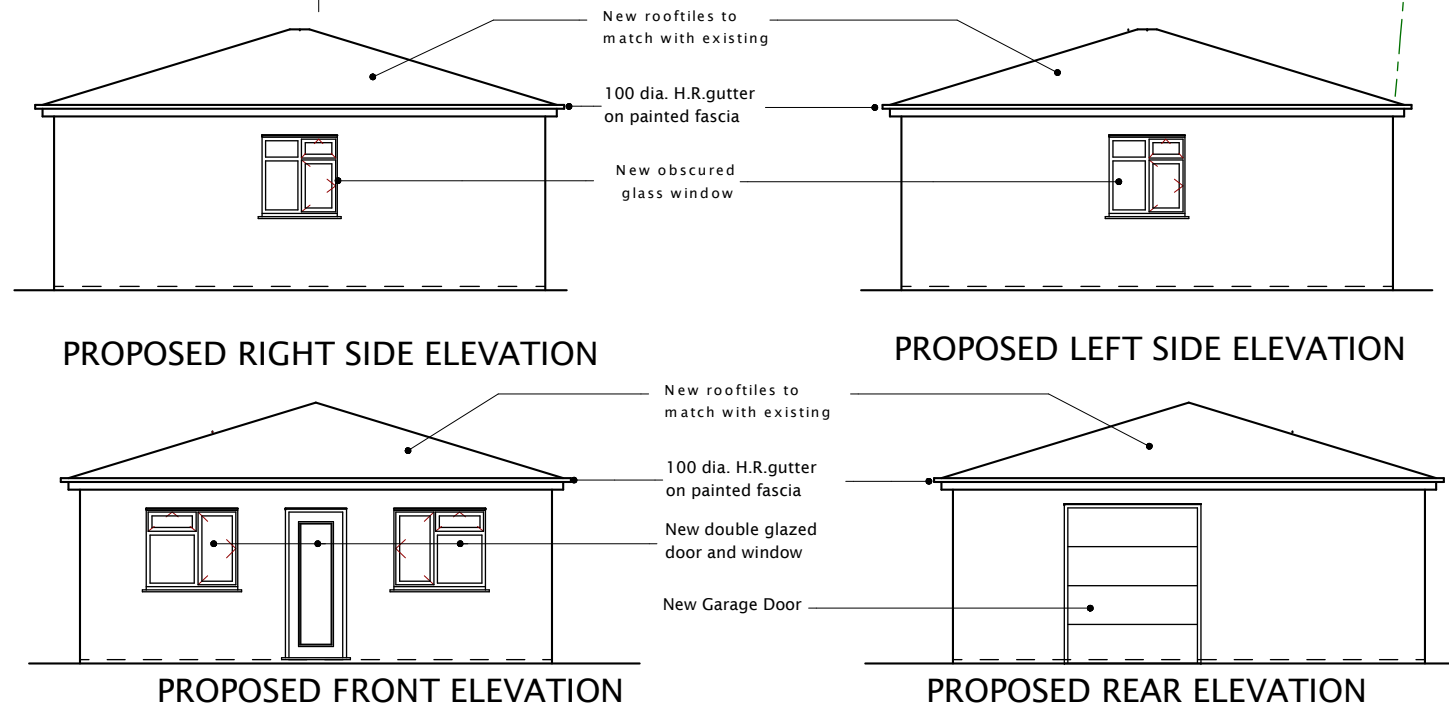 New rooftiles to
match with existing
100 dia. H.R.gutter
on painted fascia
New obscured
glass window
PROPOSED RIGHT SIDE ELEVATION
PROPOSED LEFT SIDE ELEVATION
New rooftiles to
match with existing
100 dia. H.R.gutter
on painted fascia
New double glazed
door and window
New Garage Door
PROPOSED FRONT ELEVATION
PROPOSED REAR ELEVATION